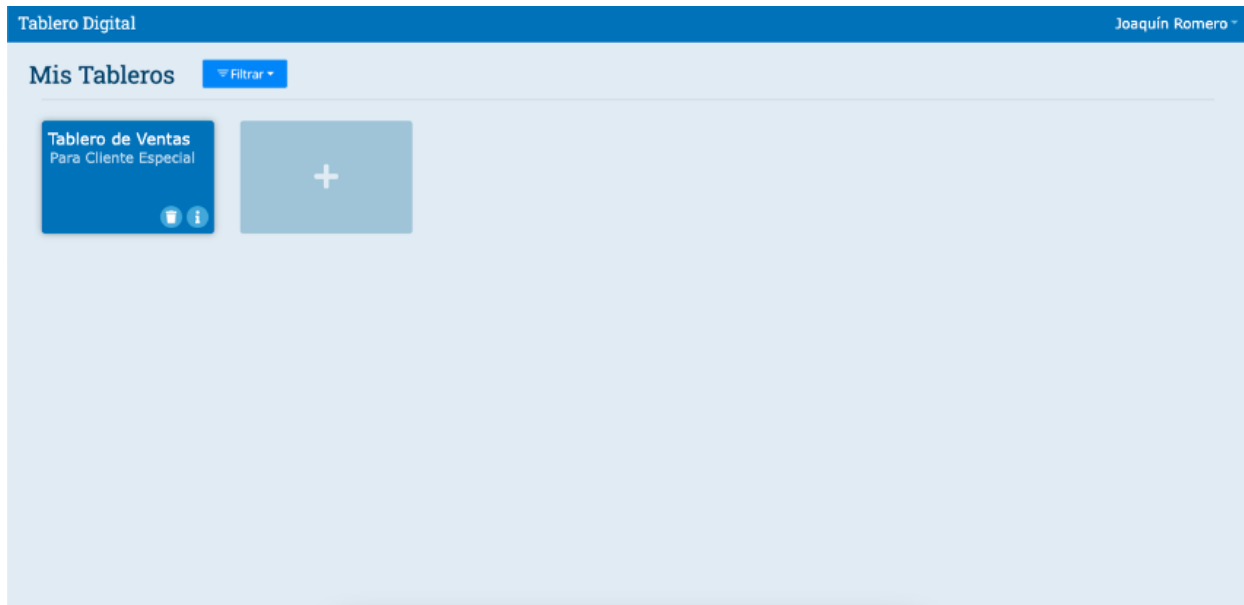 Tablero Digital
Joaquín Romero
Mis Tableros
Filtrar
Tablero de Ventas
Para Cliente Especial